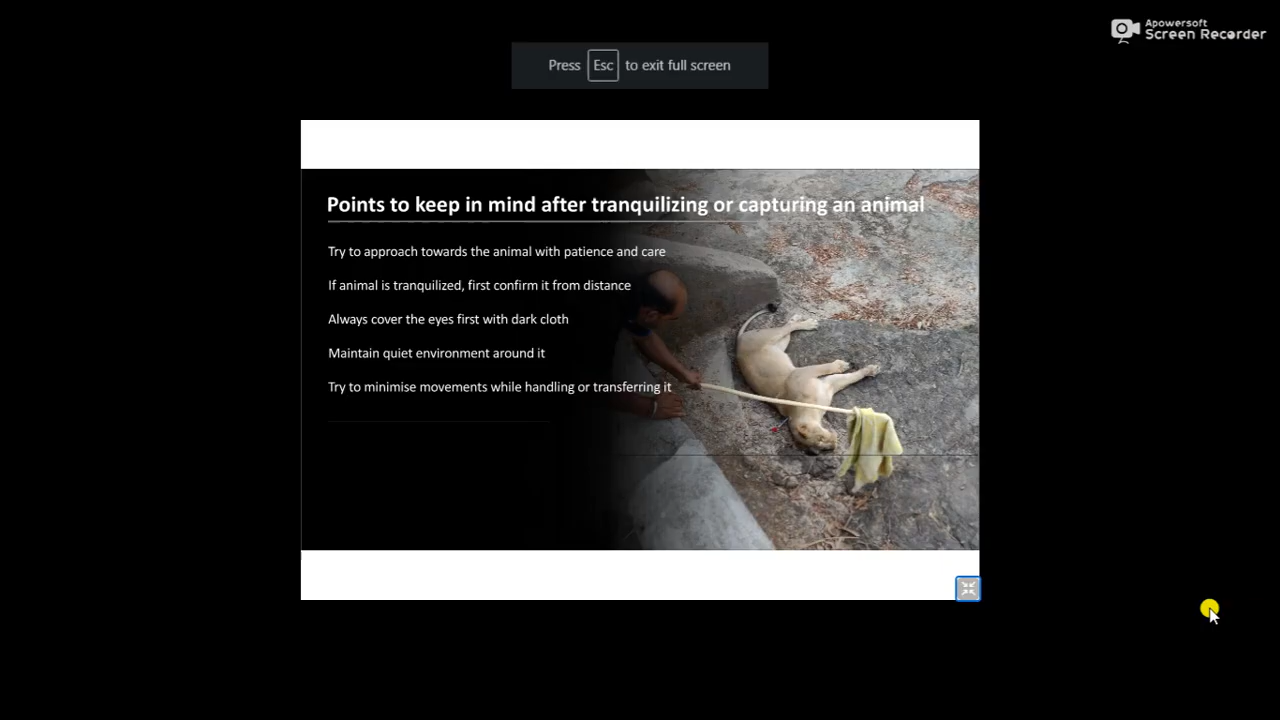 Apowersoft
Screen Recorder
Press Esc to exit full screen
Points to keep in mind after tranquilizing or capturing an animal
Try to approach towards the animal with patience and care
If animal is tranquilized, first confirm it from distance
Always cover the eyes first with dark cloth
Maintain quiet environment around it
Try to minimise movements while handling or transferring it